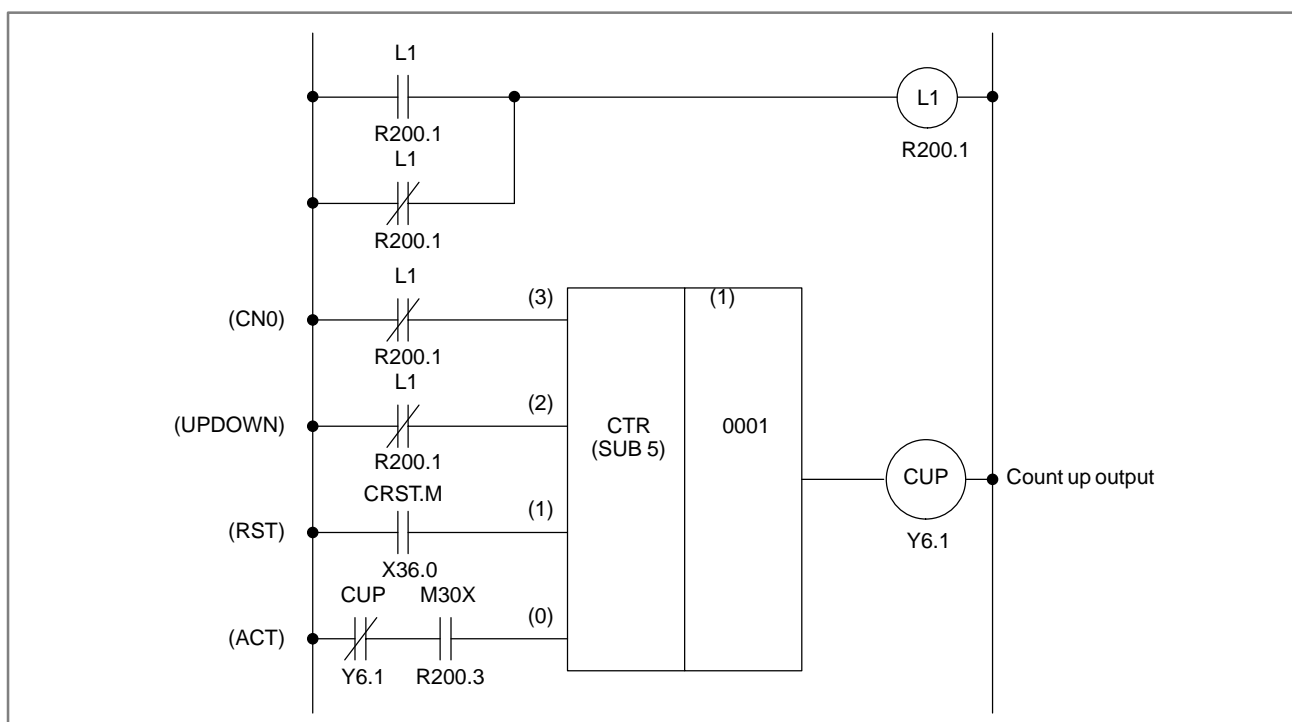 L1
R200.1
L1
R200.1
L1
R200.1
(CN0)
L1
R200.1
(3)
(1)
(UPDOWN)
L1
R200.1
(2)
CTR
(SUB 5)
0001
CUP
Y6.1
Count up output
(RST)
CRST.M
X36.0
(1)
(ACT)
CUP
Y6.1
M30X
R200.3
(0)